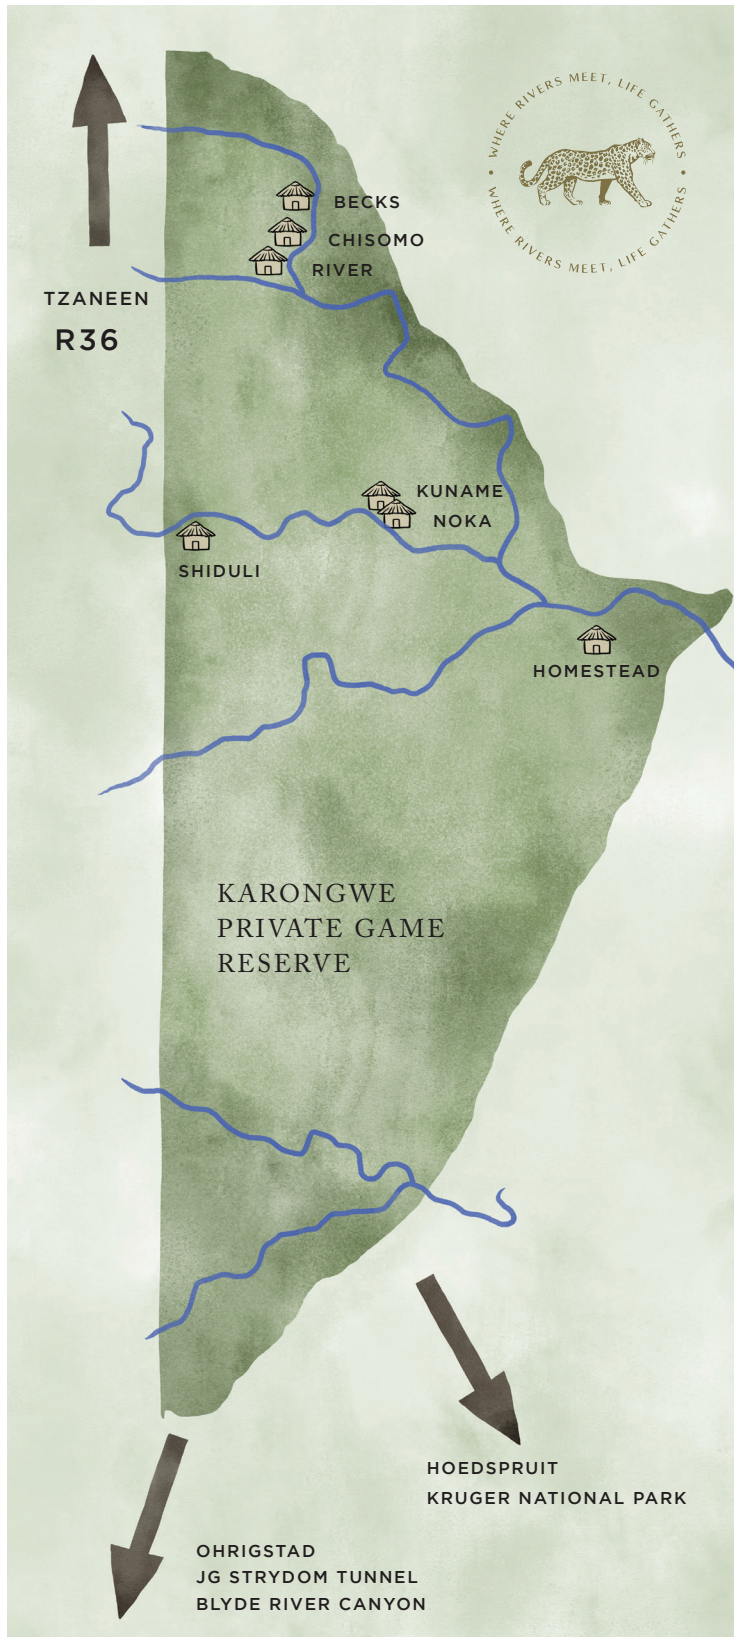 WHERE RIVERS MEET, LIFE GATHERS
WHERE RIVERS MEET, LIFE GATHERS
BECKS
CHISOMO
RIVER
TZANEEN
R36
KUNAME
NOKA
SHIDULI
HOMESTEAD
KARONGWE
PRIVATE GAME
RESERVE
HOEDSPRUIT
KRUGER NATIONAL PARK
OHRIGSTAD
JG STRYDOM TUNNEL
BLYDE RIVER CANYON